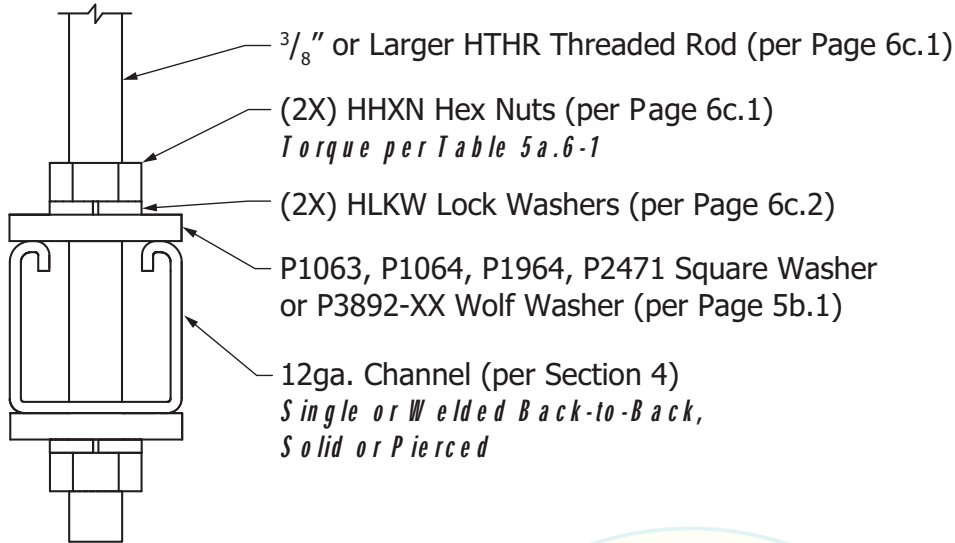 3/8" or Larger HTHR Threaded Rod (per Page 6c.1)
(2X) HHXN Hex Nuts (per Page 6c.1)
Torque per Table 5a.6-1
(2X) HLKW Lock Washers (per Page 6c.2)
P1063, P1064, P1964, P2471 Square Washer
or P3892-XX Wolf Washer (per Page 5b.1)
12ga. Channel (per Section 4)
Single or Welded Back-to-Back,
Solid or Pierced